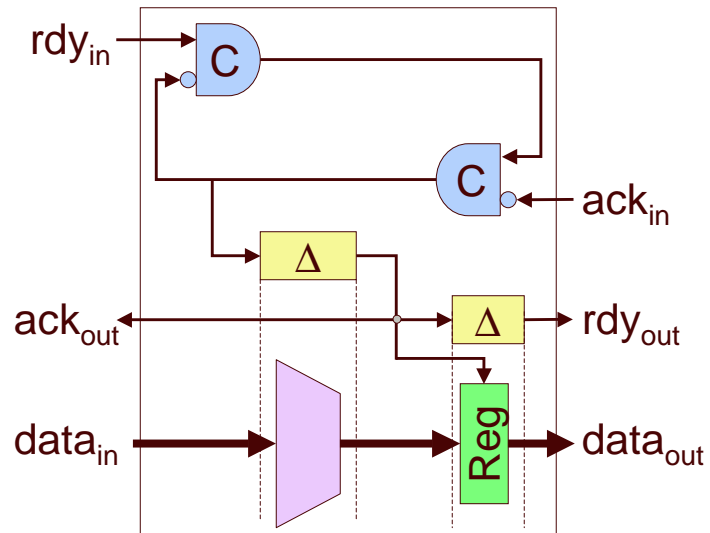 rdyin
C
C
ackin
Δ
ackout
Δ
rdyout
datain
Reg
dataout